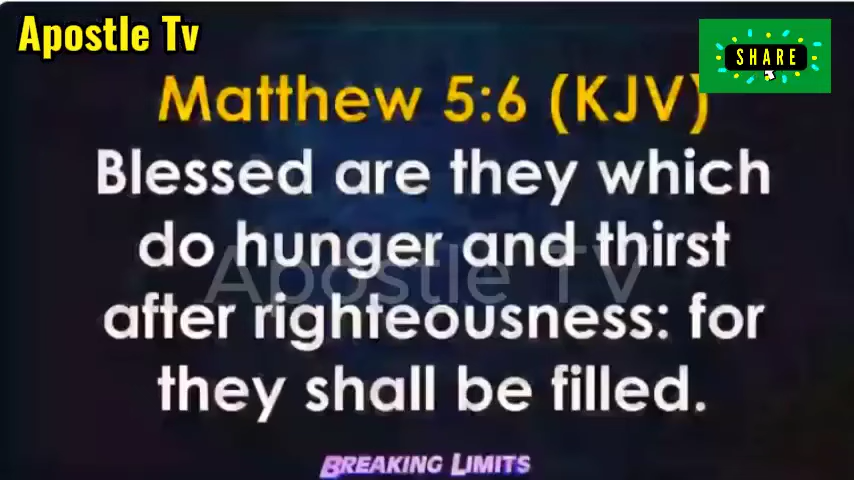 Apostle Tv
SHARE
Matthew 5:6 (KJV)
Blessed are they which
do hunger and thirst
Apostle TV
after righteousness: for
they shall be filled.
BREAKING LIMITS